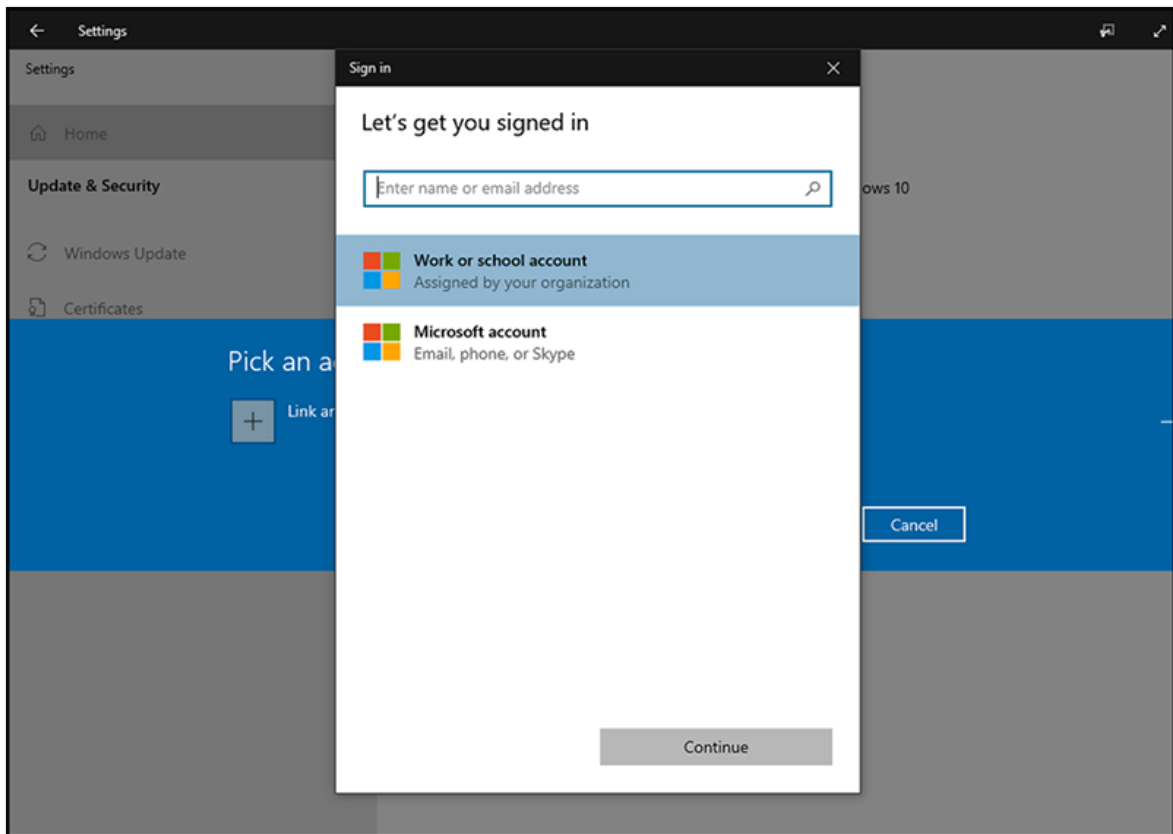 Settings
Settings
Home
Update & Security
Windows Update
Certificates
Pick an a
Link ar
Sign in
Let's get you signed in
Enter name or email address
Work or school account
Assigned by your organization
Microsoft account
Email, phone, or Skype
Continue
ows 10
Cancel